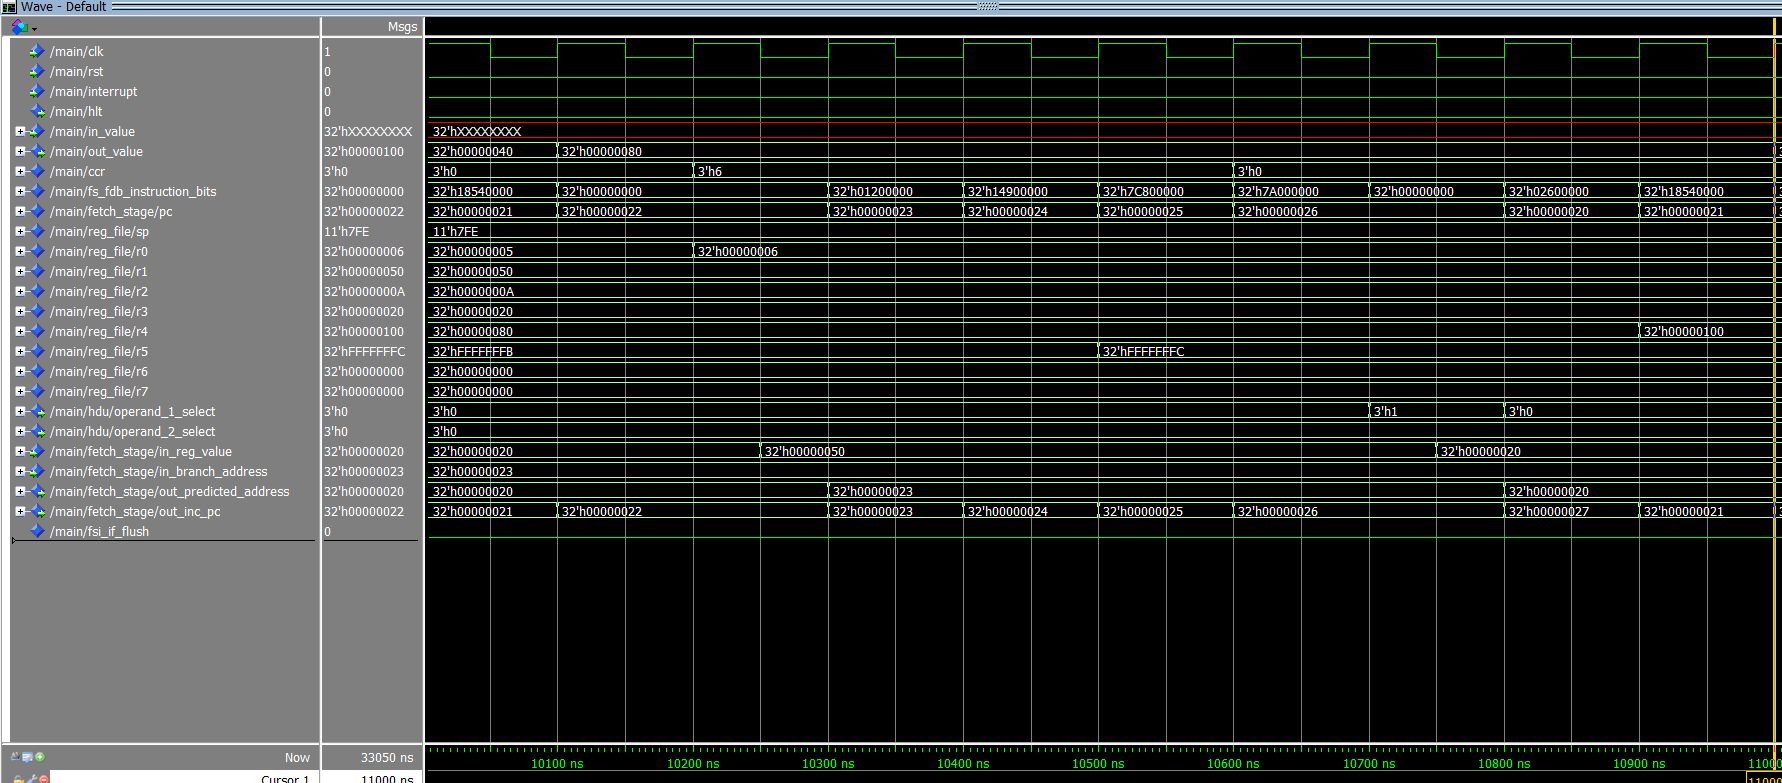 Wave - Default
Msgs
/main/clk 1
/main/rst 0
/main/interrupt 0
/main/hlt 0
/main/in_value 32'hXXXXXXXX 32'hXXXXXXXX
/main/out_value 32'h00000100 32'h00000040 32'h00000080
/main/ccr 3'h0 3'h0 3'h6 3'h0
/main/fs_fdb_instruction_bits 32'h00000000 32'h18540000 32'h00000000 32'h01200000 32'h14900000 32'h7C800000 32'h7A000000 32'h00000000 32'h02600000 32'h18540000
/main/fetch_stage/pc 32'h00000022 32'h00000021 32'h00000022 32'h00000023 32'h00000024 32'h00000025 32'h00000026 32'h00000020 32'h00000021
/main/reg_file/sp 11'h7FE 11'h7FE
/main/reg_file/r0 32'h00000006 32'h00000005 32'h00000006
/main/reg_file/r1 32'h00000050 32'h00000050
/main/reg_file/r2 32'h0000000A 32'h0000000A
/main/reg_file/r3 32'h00000020 32'h00000020
/main/reg_file/r4 32'h00000100 32'h00000080 32'h00000100
/main/reg_file/r5 32'hFFFFFFFC 32'hFFFFFFFB 32'hFFFFFFFC
/main/reg_file/r6 32'h00000000 32'h00000000
/main/reg_file/r7 32'h00000000 32'h00000000
/main/hdu/operand_1_select 3'h0 3'h0 3'h1 3'h0
/main/hdu/operand_2_select 3'h0 3'h0
/main/fetch_stage/in_reg_value 32'h00000020 32'h00000020 32'h00000050 32'h00000020
/main/fetch_stage/in_branch_address 32'h00000023 32'h00000023
/main/fetch_stage/out_predicted_address 32'h00000020 32'h00000020 32'h00000023 32'h00000020
/main/fetch_stage/out_inc_pc 32'h00000022 32'h00000021 32'h00000022 32'h00000023 32'h00000024 32'h00000025 32'h00000026 32'h00000027 32'h00000021
/main/fsi_if_flush 0
Now 33050 ns
10100 ns 10200 ns 10300 ns 10400 ns 10500 ns 10600 ns 10700 ns 10800 ns 10900 ns 11000
Cursor 1 11000 ns 11000